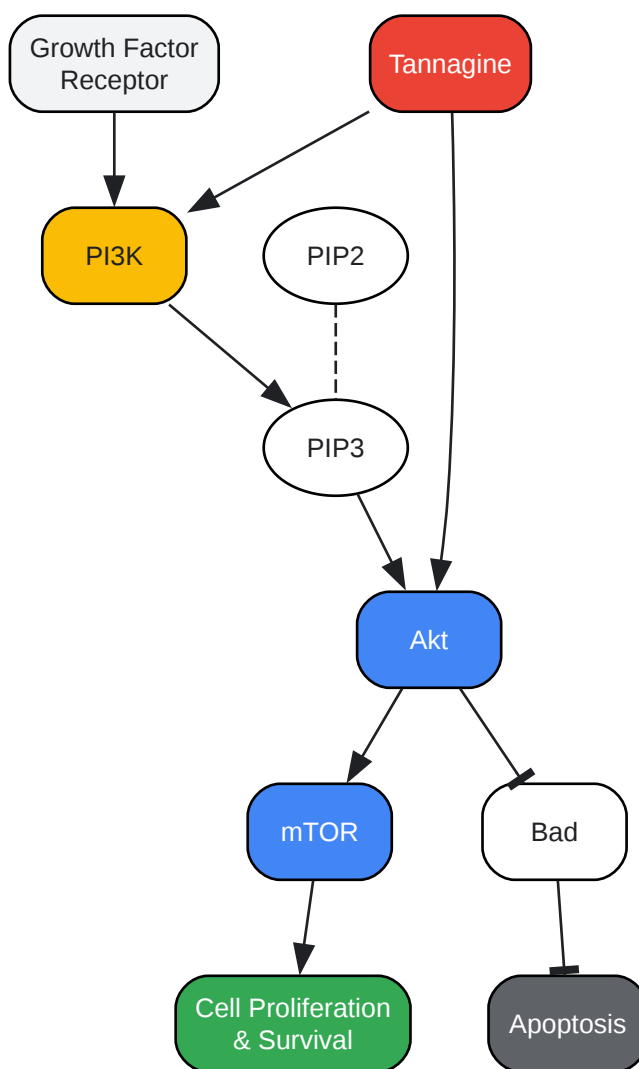 Growth Factor
Receptor
Tannagine
PI3K
PIP2
PIP3
Akt
mTOR
Bad
Cell Proliferation
& Survival
Apoptosis